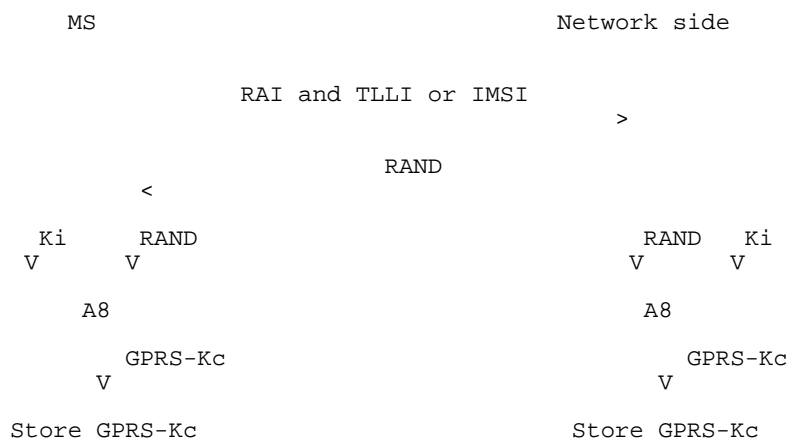 MS Network side
RAI and TLLI or IMSI
>
RAND
<
Ki RAND RAND Ki
V V V V
A8 A8
GPRS-Kc GPRS-Kc
V V
Store GPRS-Kc Store GPRS-Kc